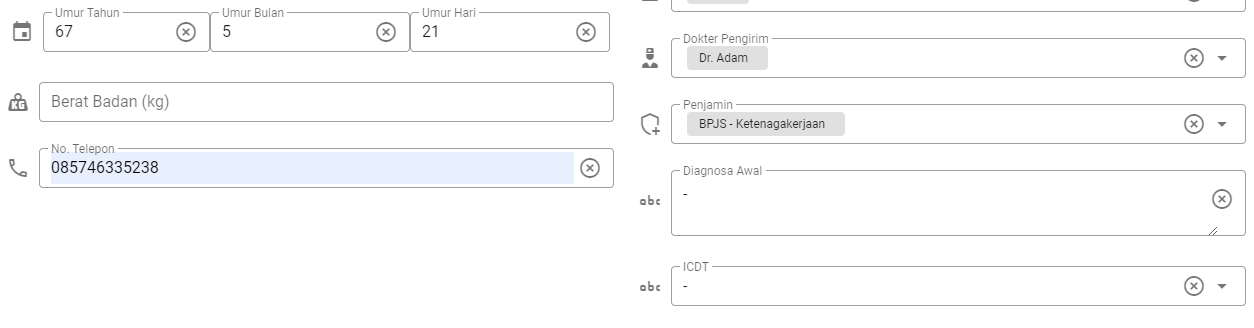 Umur Tahun
67
Umur Bulan
5
Umur Hari
21
KG
Berat Badan (kg)
No. Telepon
085746335238
Dokter Pengirim
Dr. Adam
Penjamin
BPJS - Ketenagakerjaan
abc
Diagnosa Awal
-
abc
ICDT
-